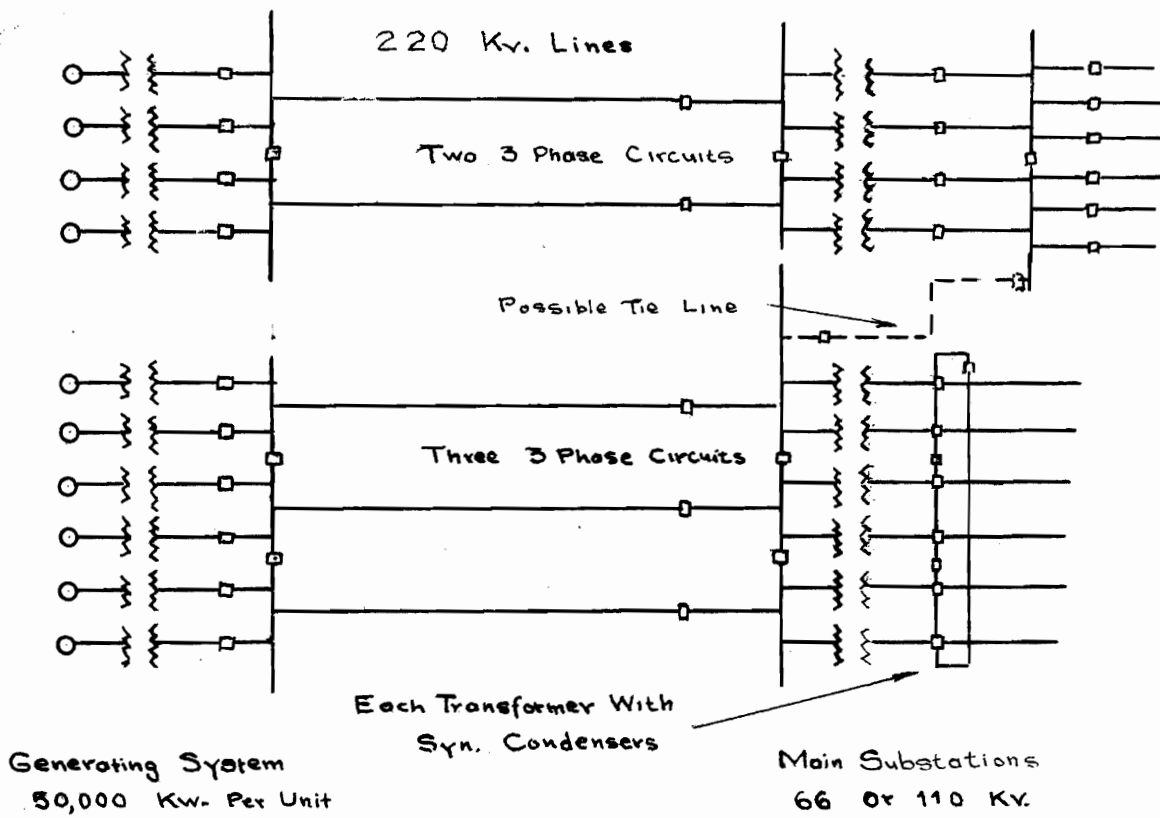 220 Kv. Lines
Two 3 Phase Circuits
Possible Tie Line
Three 3 Phase Circuits
Each Transformer With
Syn. Condensers
Generating System
50,000 Kw. Per Unit
Main Substations
66 or 110 Kv.